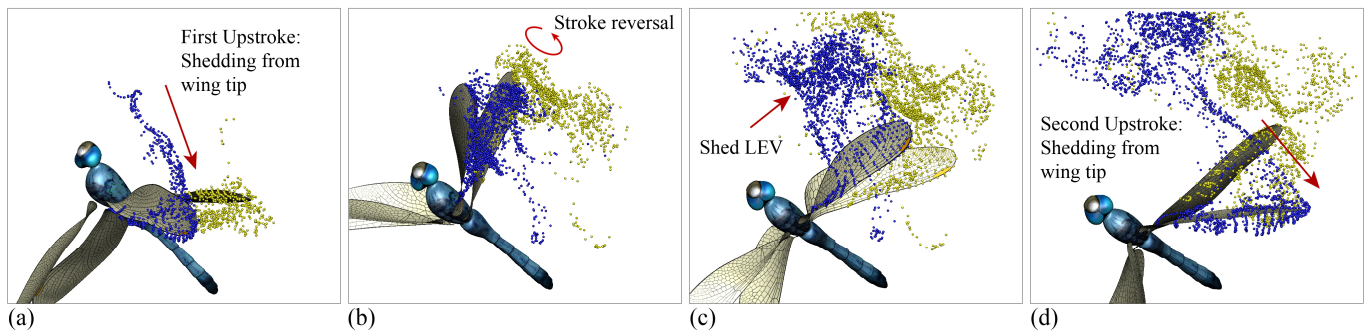 First Upstroke:
Shedding from
wing tip
(a)
Stroke reversal
(b)
Shed LEV
(c)
Second Upstroke:
Shedding from
wing tip
(d)